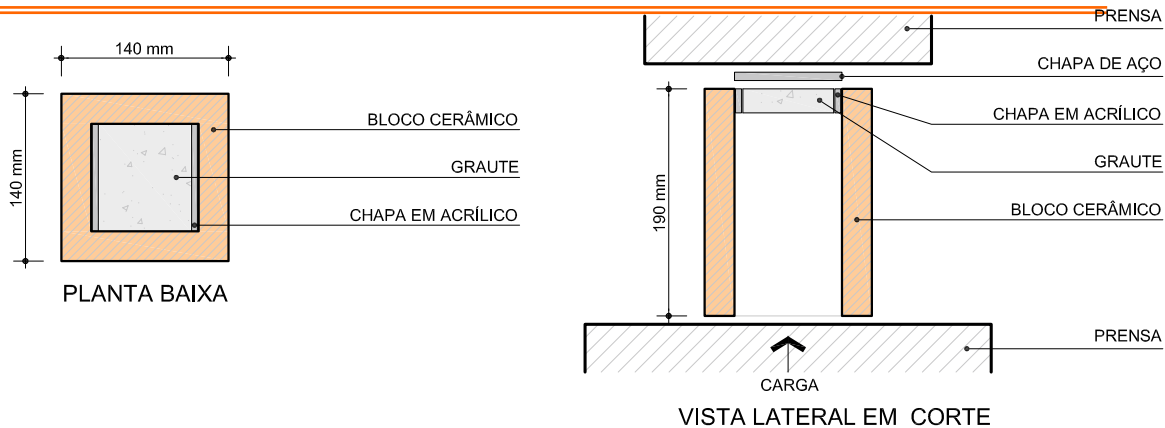 140 mm
140 mm
BLOCO CERÂMICO
GRAUTE
CHAPA EM ACRÍLICO
PLANTA BAIXA
PRENSA
CHAPA DE AÇO
CHAPA EM ACRÍLICO
GRAUTE
190 mm
BLOCO CERÂMICO
PRENSA
CARGA
VISTA LATERAL EM CORTE